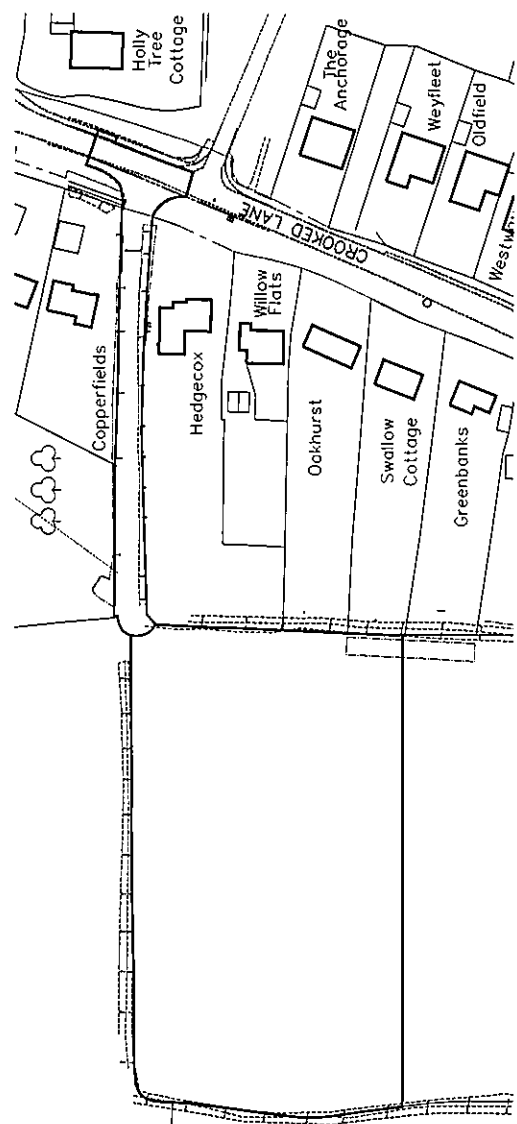 Holly
Tree
Cottage
The
Anchorage
Weyfleet
Oldfield
CROOKED LANE
Willow
Flats
Hedgecox
Copperfields
Oakhurst
Swallow
Cottage
Greenbanks